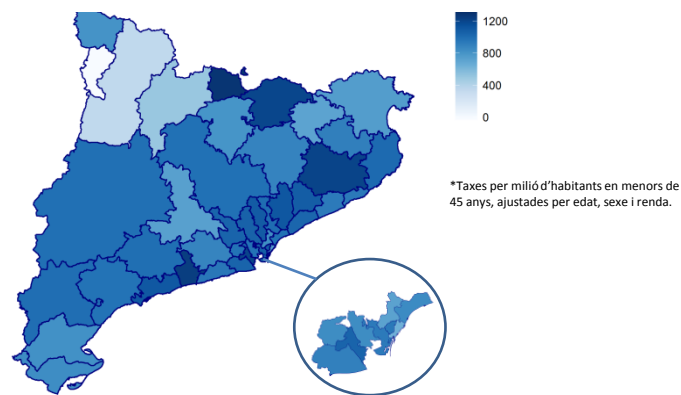 1200
800
400
0
*Taxes per milió d'habitants en menors de
45 anys, ajustades per edat, sexe i renda.